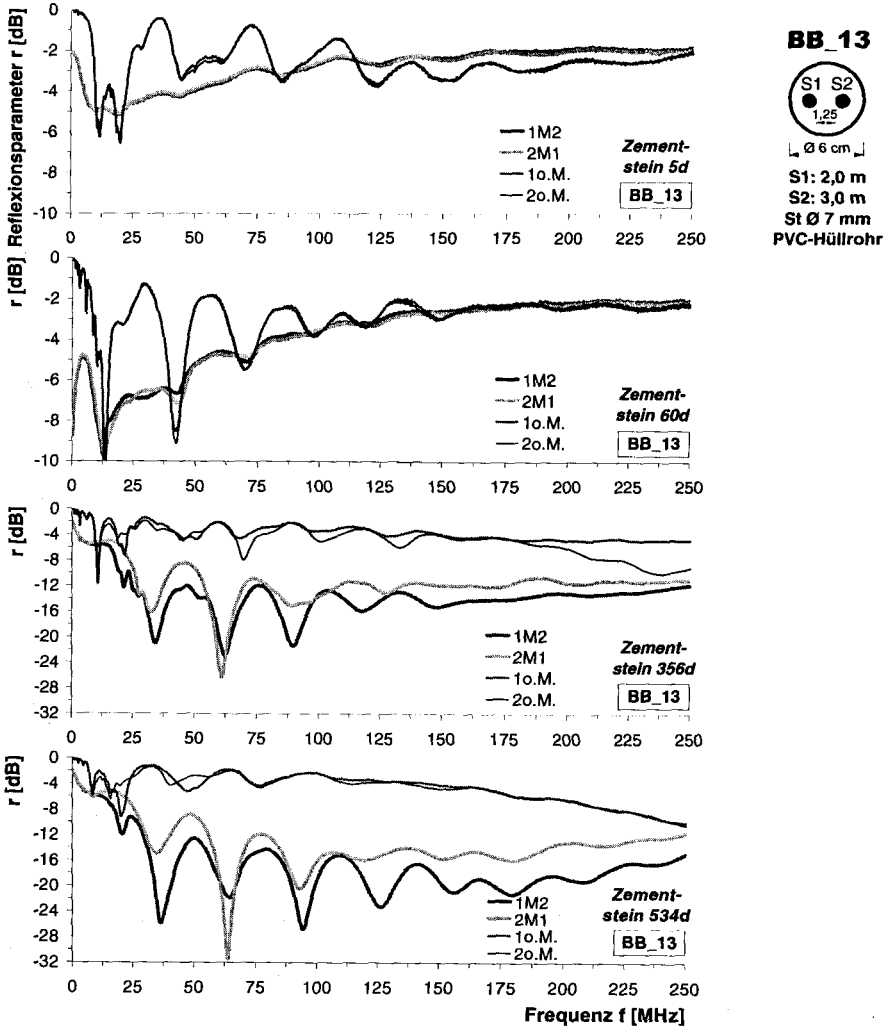 Reflexionsparameter r [dB]
0
-2
-4
-6
-8
-10
1M2
2M1
1o.M.
2o.M.
Zement-
stein 5d
BB_13
0 25 50 75 100 125 150 175 200 225 250
r [dB]
0
-2
-4
-6
-8
-10
1M2
2M1
1o.M.
2o.M.
Zement-
stein 60d
BB_13
0 25 50 75 100 125 150 175 200 225 250
r [dB]
0
-4
-8
-12
-16
-20
-24
-28
-32
1M2
2M1
1o.M.
2o.M.
Zement-
stein 356d
BB_13
0 25 50 75 100 125 150 175 200 225 250
r [dB]
0
-4
-8
-12
-16
-20
-24
-28
-32
1M2
2M1
1o.M.
2o.M.
Zement-
stein 534d
BB_13
0 25 50 75 100 125 150 175 200 225 250
Frequenz f [MHz]
BB_13
S1 S2
1,25
Ø 6 cm
S1: 2,0 m
S2: 3,0 m
St Ø 7 mm
PVC-Hüllrohr